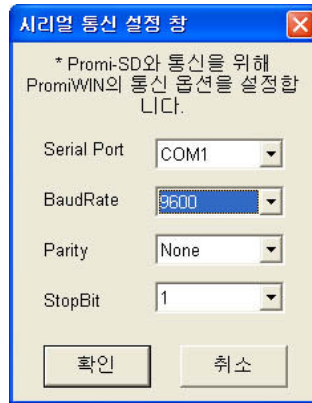 시리얼 통신 설정 창
* Promi-SD와 통신을 위해
PromiWIN의 통신 옵션을 설정합
니다.
Serial Port COM1
BaudRate 9600
Parity None
StopBit 1
확인 취소